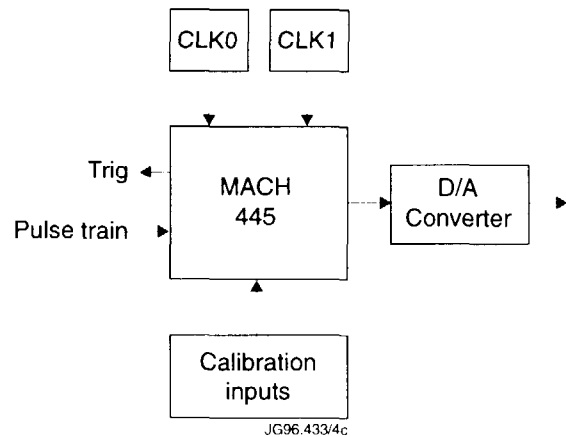 CLK0 CLK1
Trig
MACH
445
D/A
Converter
Pulse train
Calibration
inputs
JG96.433/4c